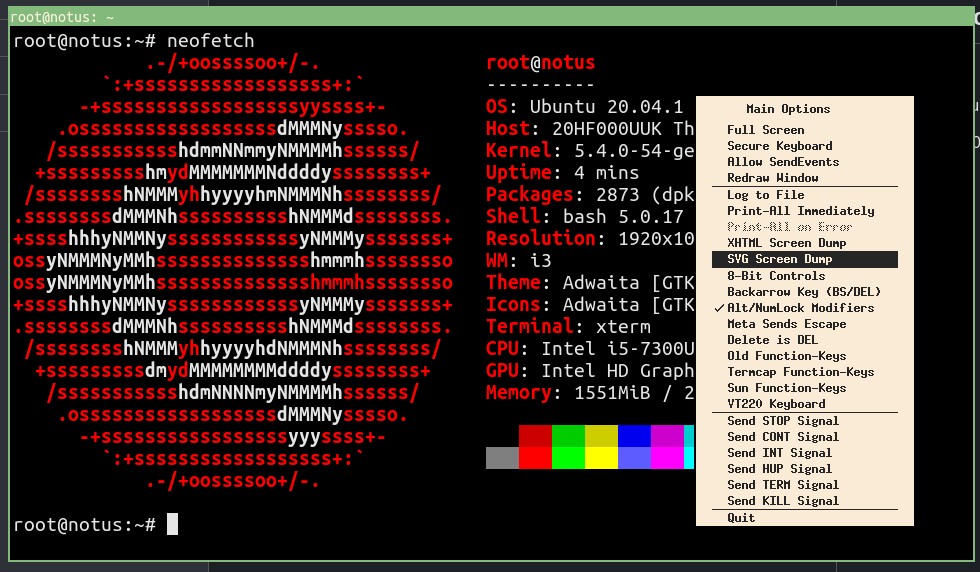 root@notus: ~
root@notus:~# neofetch
.-/+oossssoo+/-.
`:+ssssssssssssssssss+:`
-+ssssssssssssssssssyyssss+-
.ossssssssssssssssssdMMMNysssso.
/ssssssssssshdmmNNmmyNMMMMhssssss/
+ssssssssshmydMMMMMMMNddddyssssssss+
/sssssssshNMMMyhhyyyyhmNMMMNhssssssss/
.ssssssssdMMMNhsssssssssshNMMMdssssssss.
+sssshhhyNMMNyssssssssssssyNMMMysssssss+
ossyNMMMNyMMhsssssssssssssshmmmhssssssso
ossyNMMMNyMMhsssssssssssssshmmmhssssssso
+sssshhhyNMMNyssssssssssssyNMMMysssssss+
.ssssssssdMMMNhsssssssssshNMMMdssssssss.
/sssssssshNMMMyhhyyyyhdNMMMNhssssssss/
+sssssssssdmydMMMMMMMMddddyssssssss+
/ssssssssssshdmNNNNmyNMMMMhssssss/
.ossssssssssssssssssdMMMNysssso.
-+sssssssssssssssssyyyssss+-
`:+ssssssssssssssssss+:`
.-/+oossssoo+/-.
root@notus
----------
OS: Ubuntu 20.04.1
Host: 20HF000UUK Th
Kernel: 5.4.0-54-ge
Uptime: 4 mins
Packages: 2873 (dpk
Shell: bash 5.0.17
Resolution: 1920x10
WM: i3
Theme: Adwaita [GTK
Icons: Adwaita [GTK
Terminal: xterm
CPU: Intel i5-7300U
GPU: Intel HD Graph
Memory: 1551MiB / 2
root@notus:~#
Main Options
Full Screen
Secure Keyboard
Allow SendEvents
Redraw Window
Log to File
Print-All Immediately
Print-All on Error
XHTML Screen Dump
SVG Screen Dump
8-Bit Controls
Backarrow Key (BS/DEL)
✓Alt/NumLock Modifiers
Meta Sends Escape
Delete is DEL
Old Function-Keys
Termcap Function-Keys
Sun Function-Keys
VT220 Keyboard
Send STOP Signal
Send CONT Signal
Send INT Signal
Send HUP Signal
Send TERM Signal
Send KILL Signal
Quit